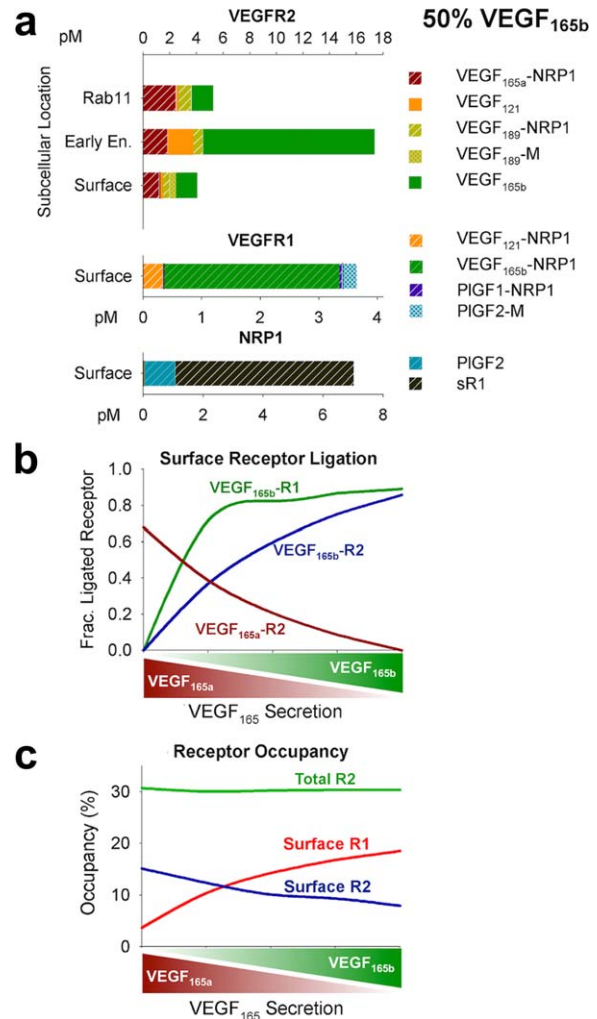 a
VEGFR2
50% VEGF165b
pM 0 2 4 6 8 10 12 14 16 18
Subcellular Location
Rab11
Early En.
Surface
VEGF165a-NRP1
VEGF121
VEGF189-NRP1
VEGF189-M
VEGF165b
VEGFR1
Surface
pM 0 1 2 3 4
VEGF121-NRP1
VEGF165b-NRP1
PlGF1-NRP1
PlGF2-M
NRP1
Surface
pM 0 2 4 6 8
PlGF2
sR1
b
Surface Receptor Ligation
Frac. Ligated Receptor
1.0
0.8
0.6
0.4
0.2
0.0
VEGF165b-R1
VEGF165b-R2
VEGF165a-R2
VEGF165a
VEGF165b
VEGF165 Secretion
c
Receptor Occupancy
Occupancy (%)
30
20
10
0
Total R2
Surface R1
Surface R2
VEGF165a
VEGF165b
VEGF165 Secretion